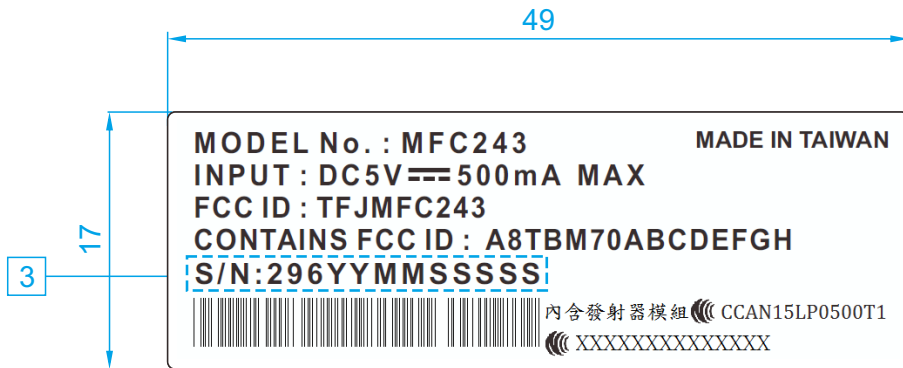 49
MODEL No. : MFC243
MADE IN TAIWAN
INPUT : DC5V 500mA MAX
FCC ID : TFJMFC243
17
CONTAINS FCC ID : A8TBM70ABCDEFGH
3
S/N:296YYMMSSSSS
內含發射器模組 CCAN15LP0500T1
XXXXXXXXXXXXXX